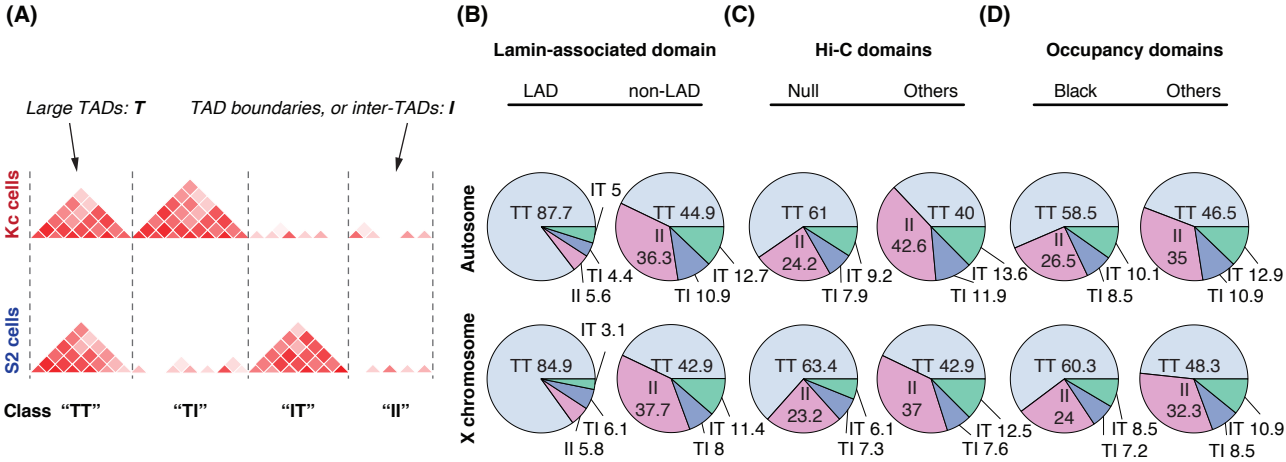 (A)
Large TADs: T
TAD boundaries, or inter-TADs: I
Kc cells
S2 cells
Class "TT" "TI" "IT" "II"
(B)
Lamin-associated domain
LAD non-LAD
(C)
Hi-C domains
Null Others
(D)
Occupancy domains
Black Others
Autosome
TT 87.7
IT 5
TI 4.4
II 5.6
TT 44.9
II
36.3
IT 12.7
TI 10.9
TT 61
II
24.2
IT 9.2
TI 7.9
TT 40
II
42.6
IT 13.6
TI 11.9
TT 58.5
II
26.5
IT 10.1
TI 8.5
TT 46.5
II
35
IT 12.9
TI 10.9
X chromosome
TT 84.9
IT 3.1
TI 6.1
II 5.8
TT 42.9
II
37.7
IT 11.4
TI 8
TT 63.4
II
23.2
IT 6.1
TI 7.3
TT 42.9
II
37
IT 12.5
TI 7.6
TT 60.3
II
24
IT 8.5
TI 7.2
TT 48.3
II
32.3
IT 10.9
TI 8.5